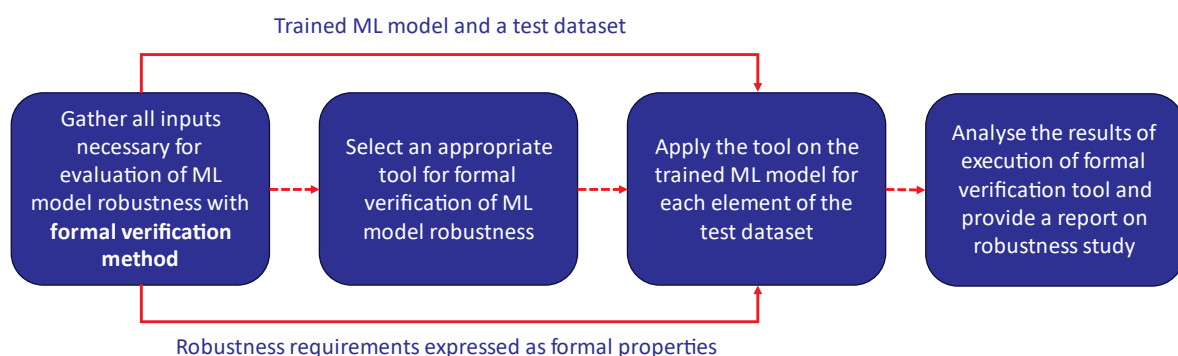 Trained ML model and a test dataset
Gather all inputs
necessary for
evaluation of ML
model robustness with
formal verification
method
Select an appropriate
tool for formal
verification of ML
model robustness
Apply the tool on the
trained ML model for
each element of the
test dataset
Analyse the results of
execution of formal
verification tool and
provide a report on
robustness study
Robustness requirements expressed as formal properties